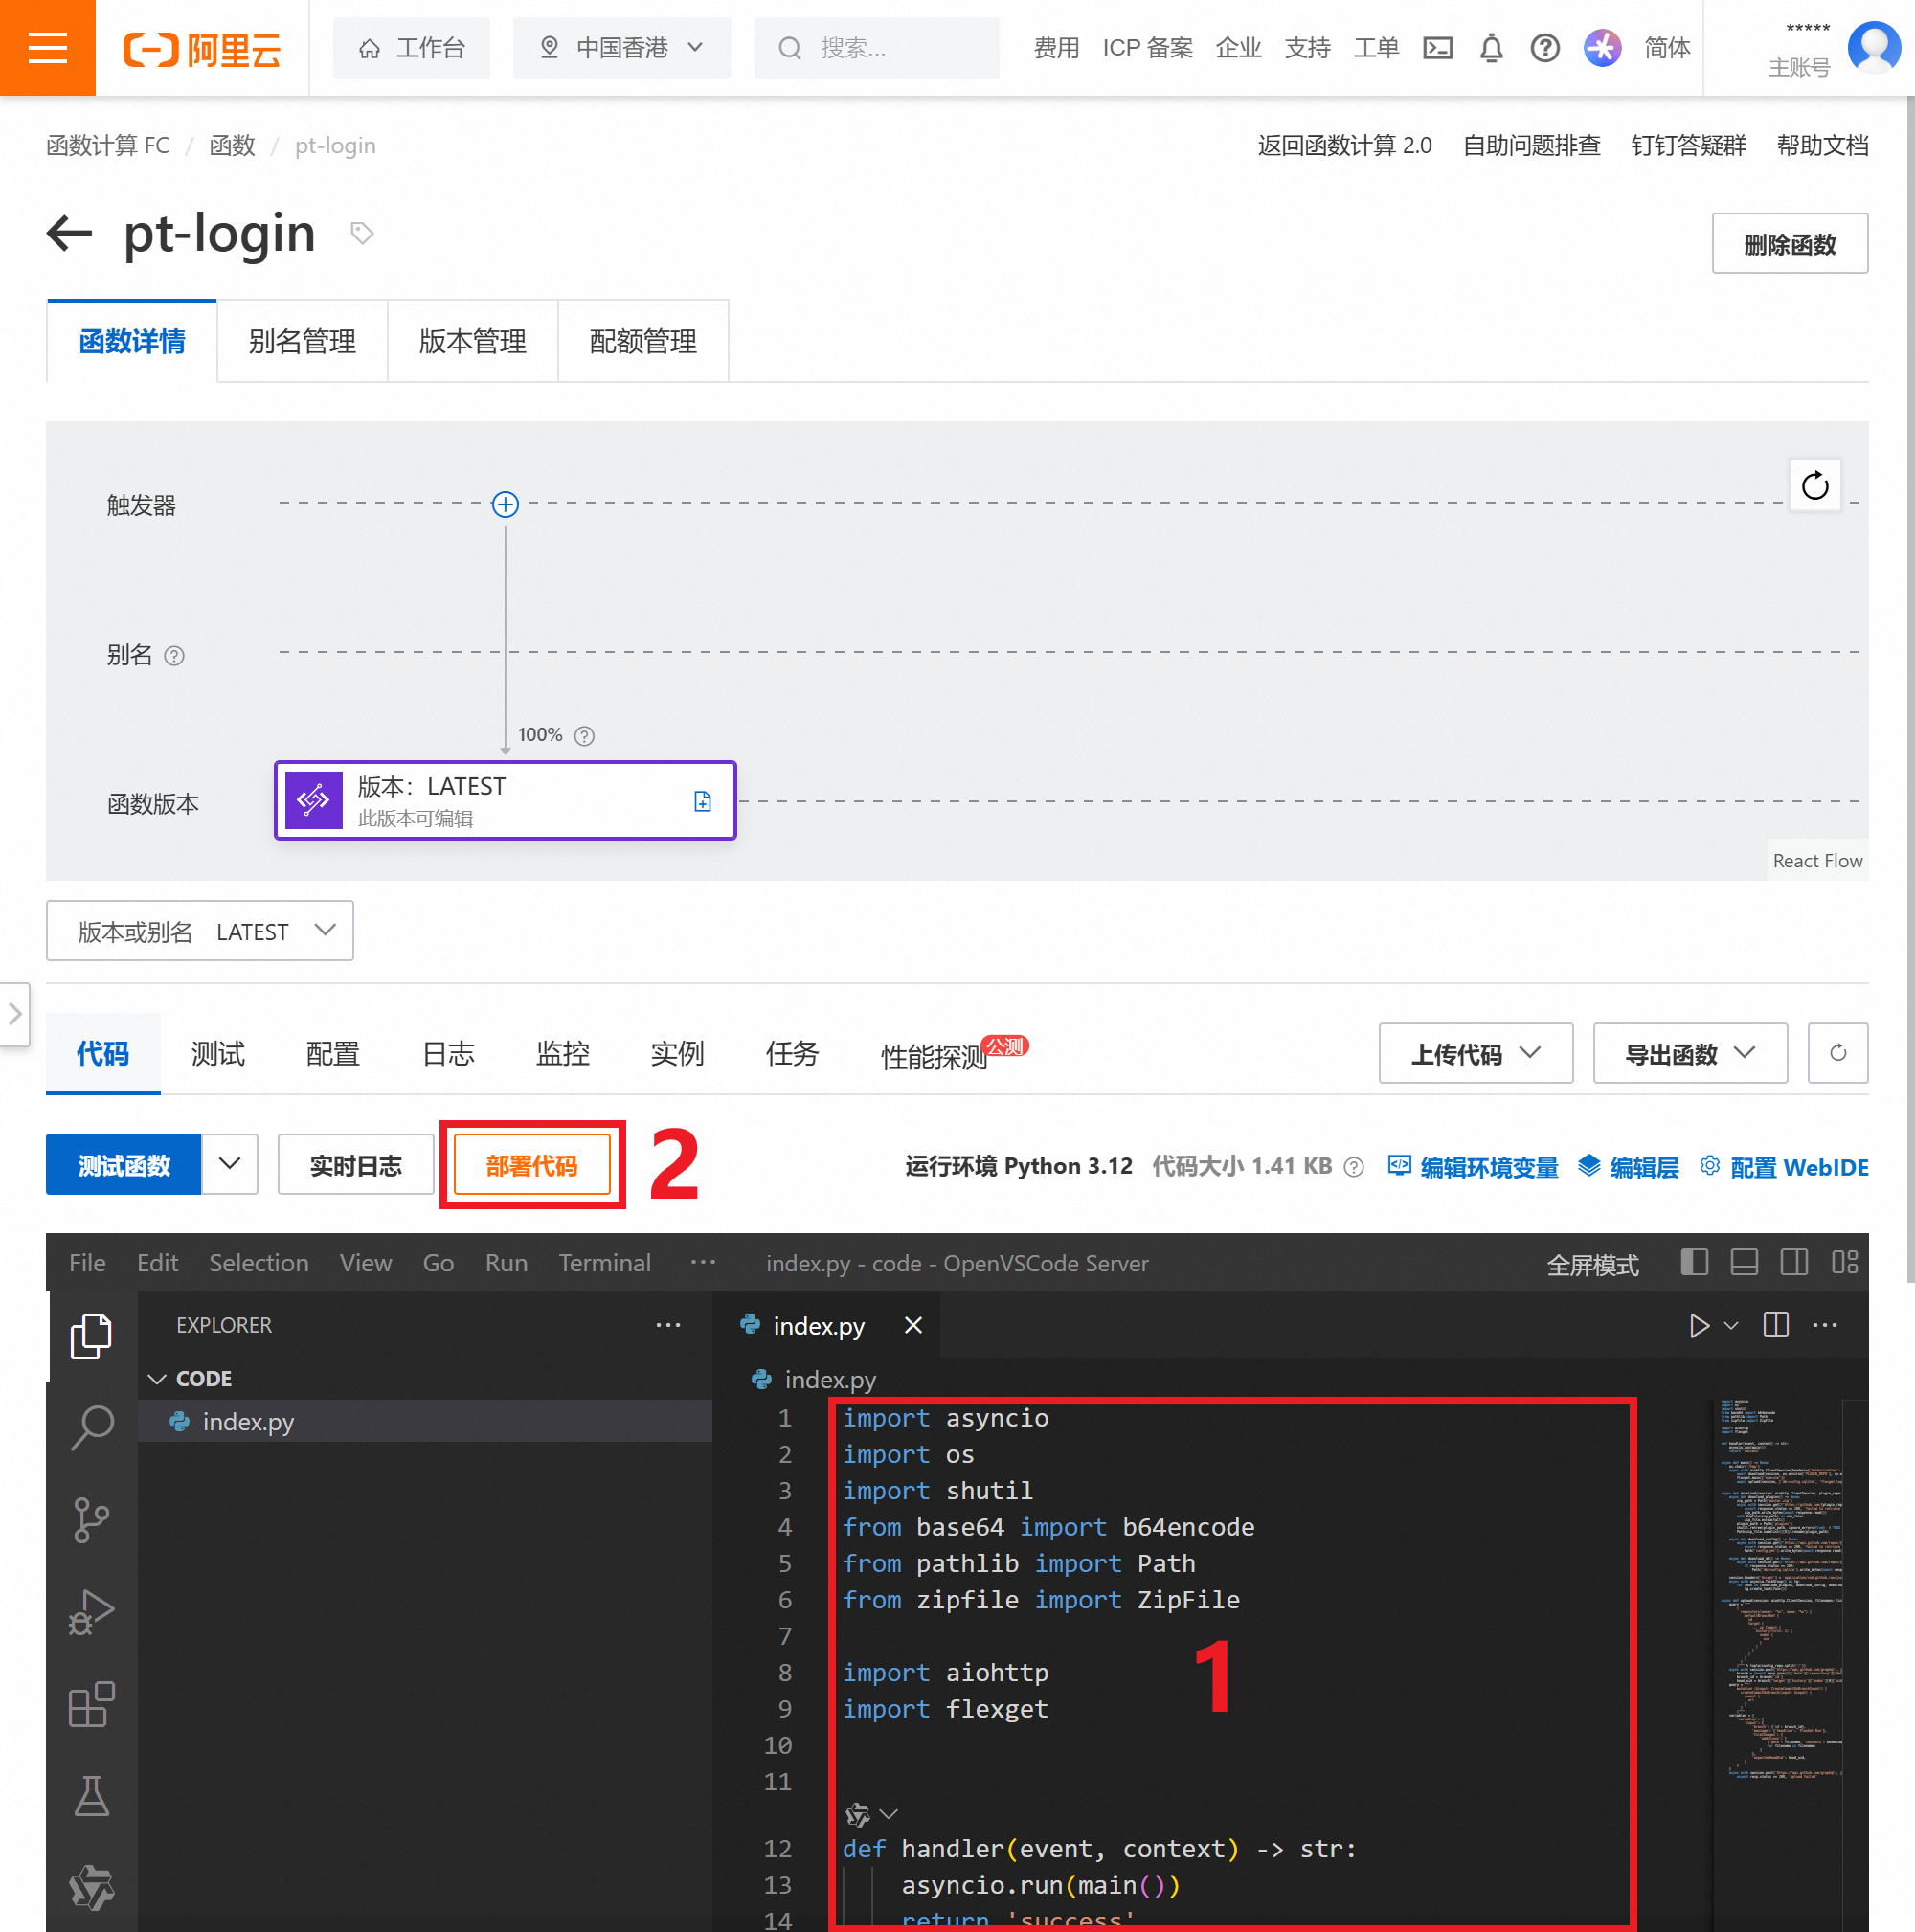 阿里云 工作台 中国香港 搜索... 费用 ICP 备案 企业 支持 工单 简体 *****
主账号
函数计算 FC / 函数 / pt-login 返回函数计算 2.0 自助问题排查 钉钉答疑群 帮助文档
pt-login 删除函数
函数详情 别名管理 版本管理 配额管理
触发器
别名
100%
函数版本 版本：LATEST
此版本可编辑
React Flow
版本或别名 LATEST
代码 测试 配置 日志 监控 实例 任务 性能探测 公测 上传代码 导出函数
测试函数 实时日志 部署代码 2 运行环境 Python 3.12 代码大小 1.41 KB 编辑环境变量 编辑层 配置 WebIDE
File Edit Selection View Go Run Terminal ··· index.py - code - OpenVSCode Server 全屏模式
EXPLORER ··· index.py
CODE index.py
index.py
1 import asyncio
2 import os
3 import shutil
4 from base64 import b64encode
5 from pathlib import Path
6 from zipfile import ZipFile
7
1
8 import aiohttp
9 import flexget
10
11
12 def handler(event, context) -> str:
13 asyncio.run(main())
14 return 'success'